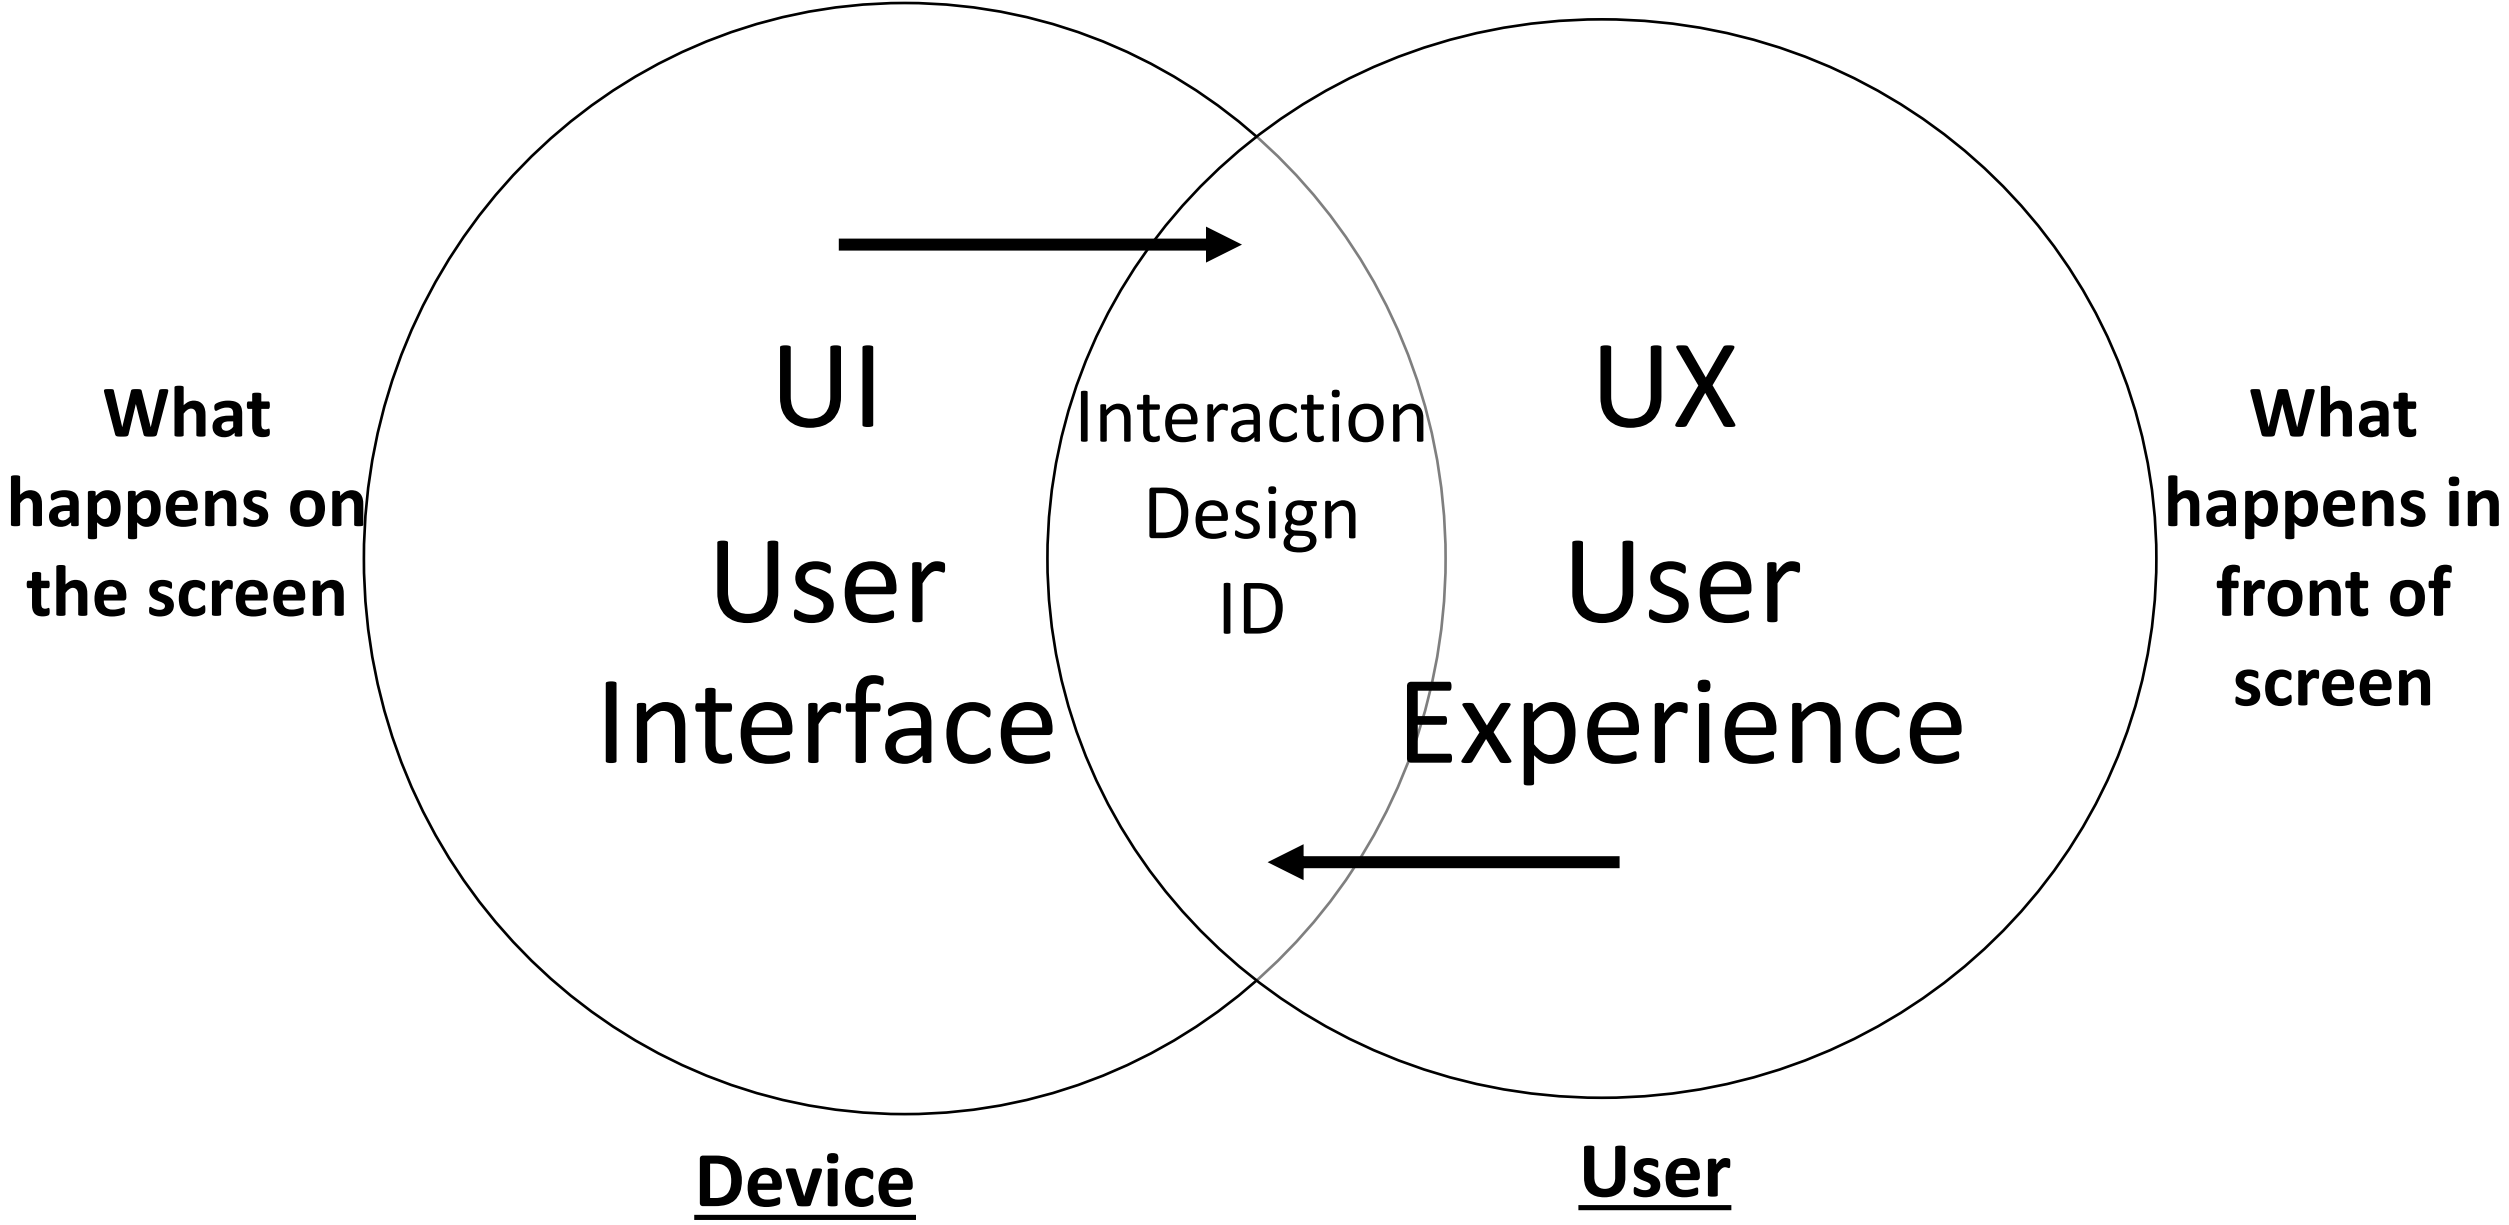 What
happens on
the screen
UI
User
Interface
Interaction
Design
ID
UX
User
Experience
What
happens in
front of
screen
Device
User